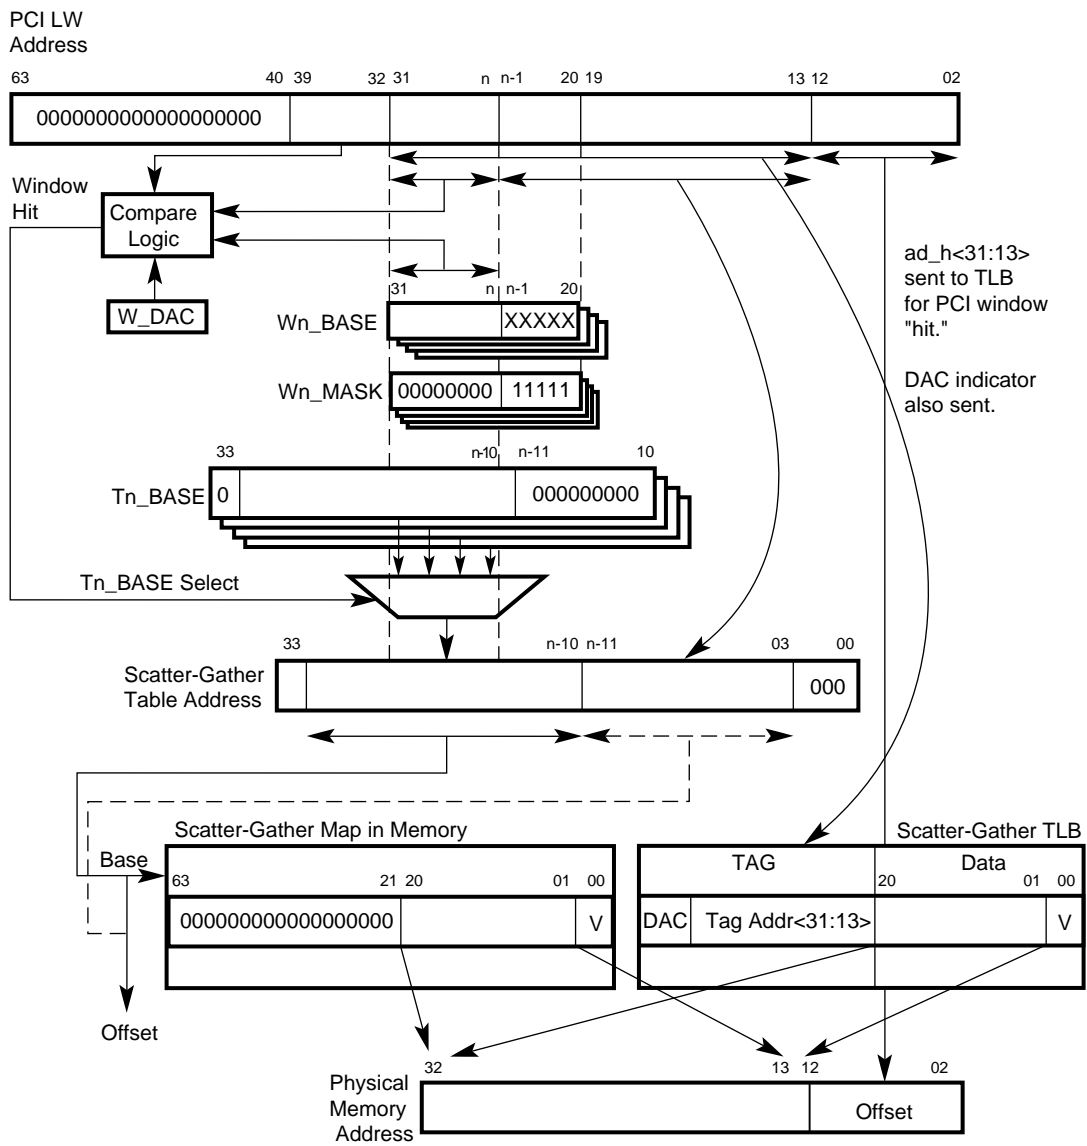 PCI LW
Address
63 40 39 32 31 n n-1 20 19 13 12 02
0000000000000000000
Window
Hit
Compare
Logic
ad_h<31:13>
sent to TLB
for PCI window
"hit."
31 n n-1 20
W_DAC
Wn_BASE
XXXXX
DAC indicator
also sent.
Wn_MASK 00000000 11111
33 n-10 n-11 10
Tn_BASE 0 000000000
Tn_BASE Select
33 n-10 n-11 03 00
Scatter-Gather
Table Address
000
Scatter-Gather Map in Memory
Scatter-Gather TLB
Base
TAG Data
63 21 20 01 00
20 01 00
000000000000000000 V
DAC Tag Addr<31:13> V
Offset
32 13 12 02
Physical
Memory
Address
Offset